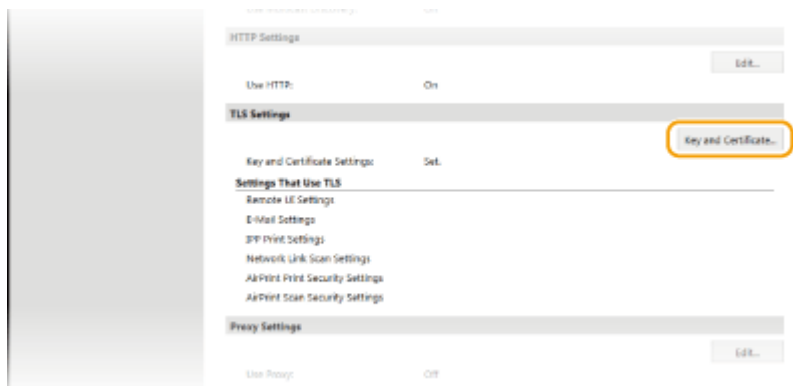 HTTP Settings
Edit...
Use HTTP: On
TLS Settings
Key and Certificate...
Key and Certificate Settings: Set.
Settings That Use TLS
Remote UI Settings
E-Mail Settings
IPP Print Settings
Network Link Scan Settings
AirPrint Print Security Settings
AirPrint Scan Security Settings
Proxy Settings
Edit...
Use Proxy: Off